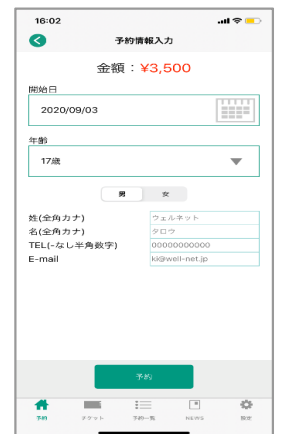 16:02
予約情報入力
金額：¥3,500
開始日
2020/09/03
年齢
17歳
男 女
姓(全角カナ) ウェルネット
名(全角カナ) タロウ
TEL(-なし半角数字) 00000000000
E-mail ki@well-net.jp
予約
予約 チケット 予約一覧 NEWS 設定